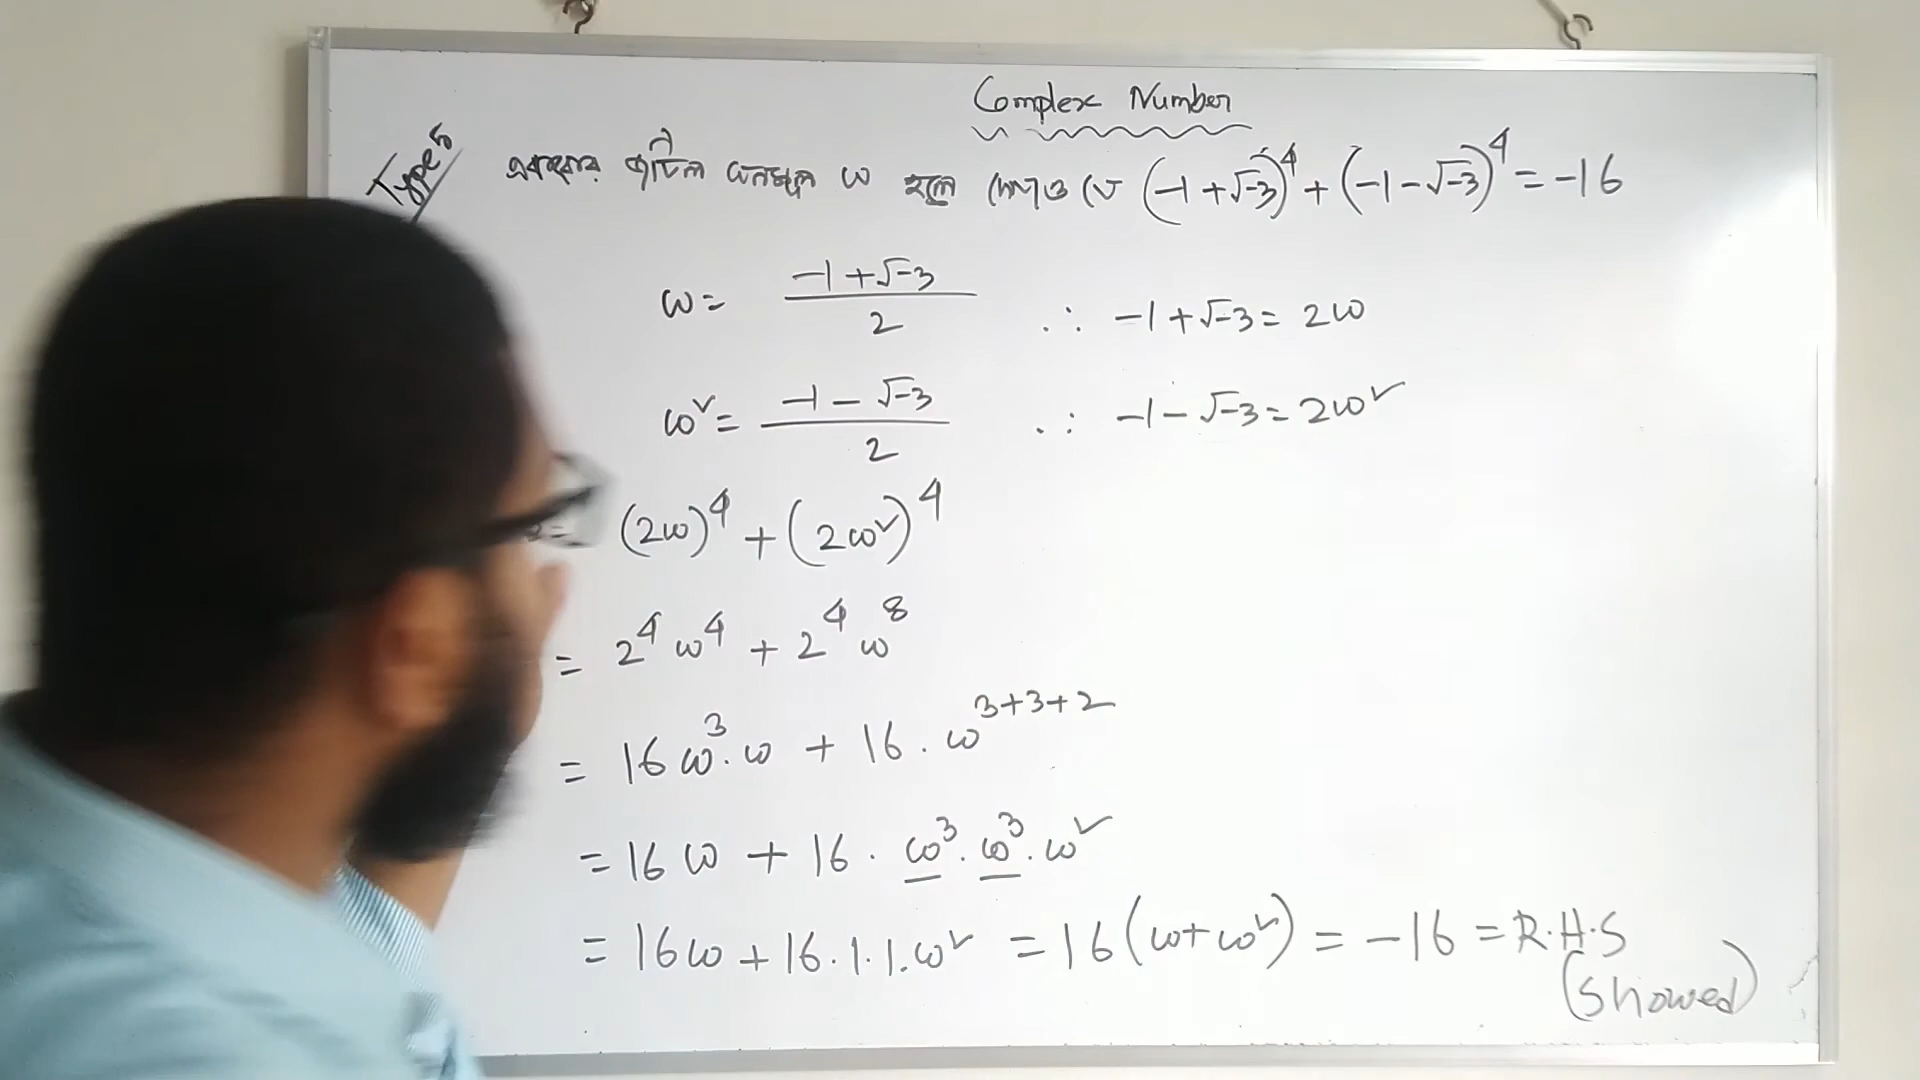 Complex Number
Type 5
এককের জটিল ঘনমূল ω হলে দেখাও যে (-1+√-3)⁴ + (-1-√-3)⁴ = -16
ω = (-1+√-3)/2 ∴ -1+√-3 = 2ω
ω² = (-1-√-3)/2 ∴ -1-√-3 = 2ω²
= (2ω)⁴ + (2ω²)⁴
= 2⁴ω⁴ + 2⁴ω⁸
= 16ω³.ω + 16.ω³⁺³⁺²
= 16ω + 16.ω³.ω³.ω²
= 16ω + 16.1.1.ω² = 16(ω+ω²) = -16 = R.H.S
(Showed)